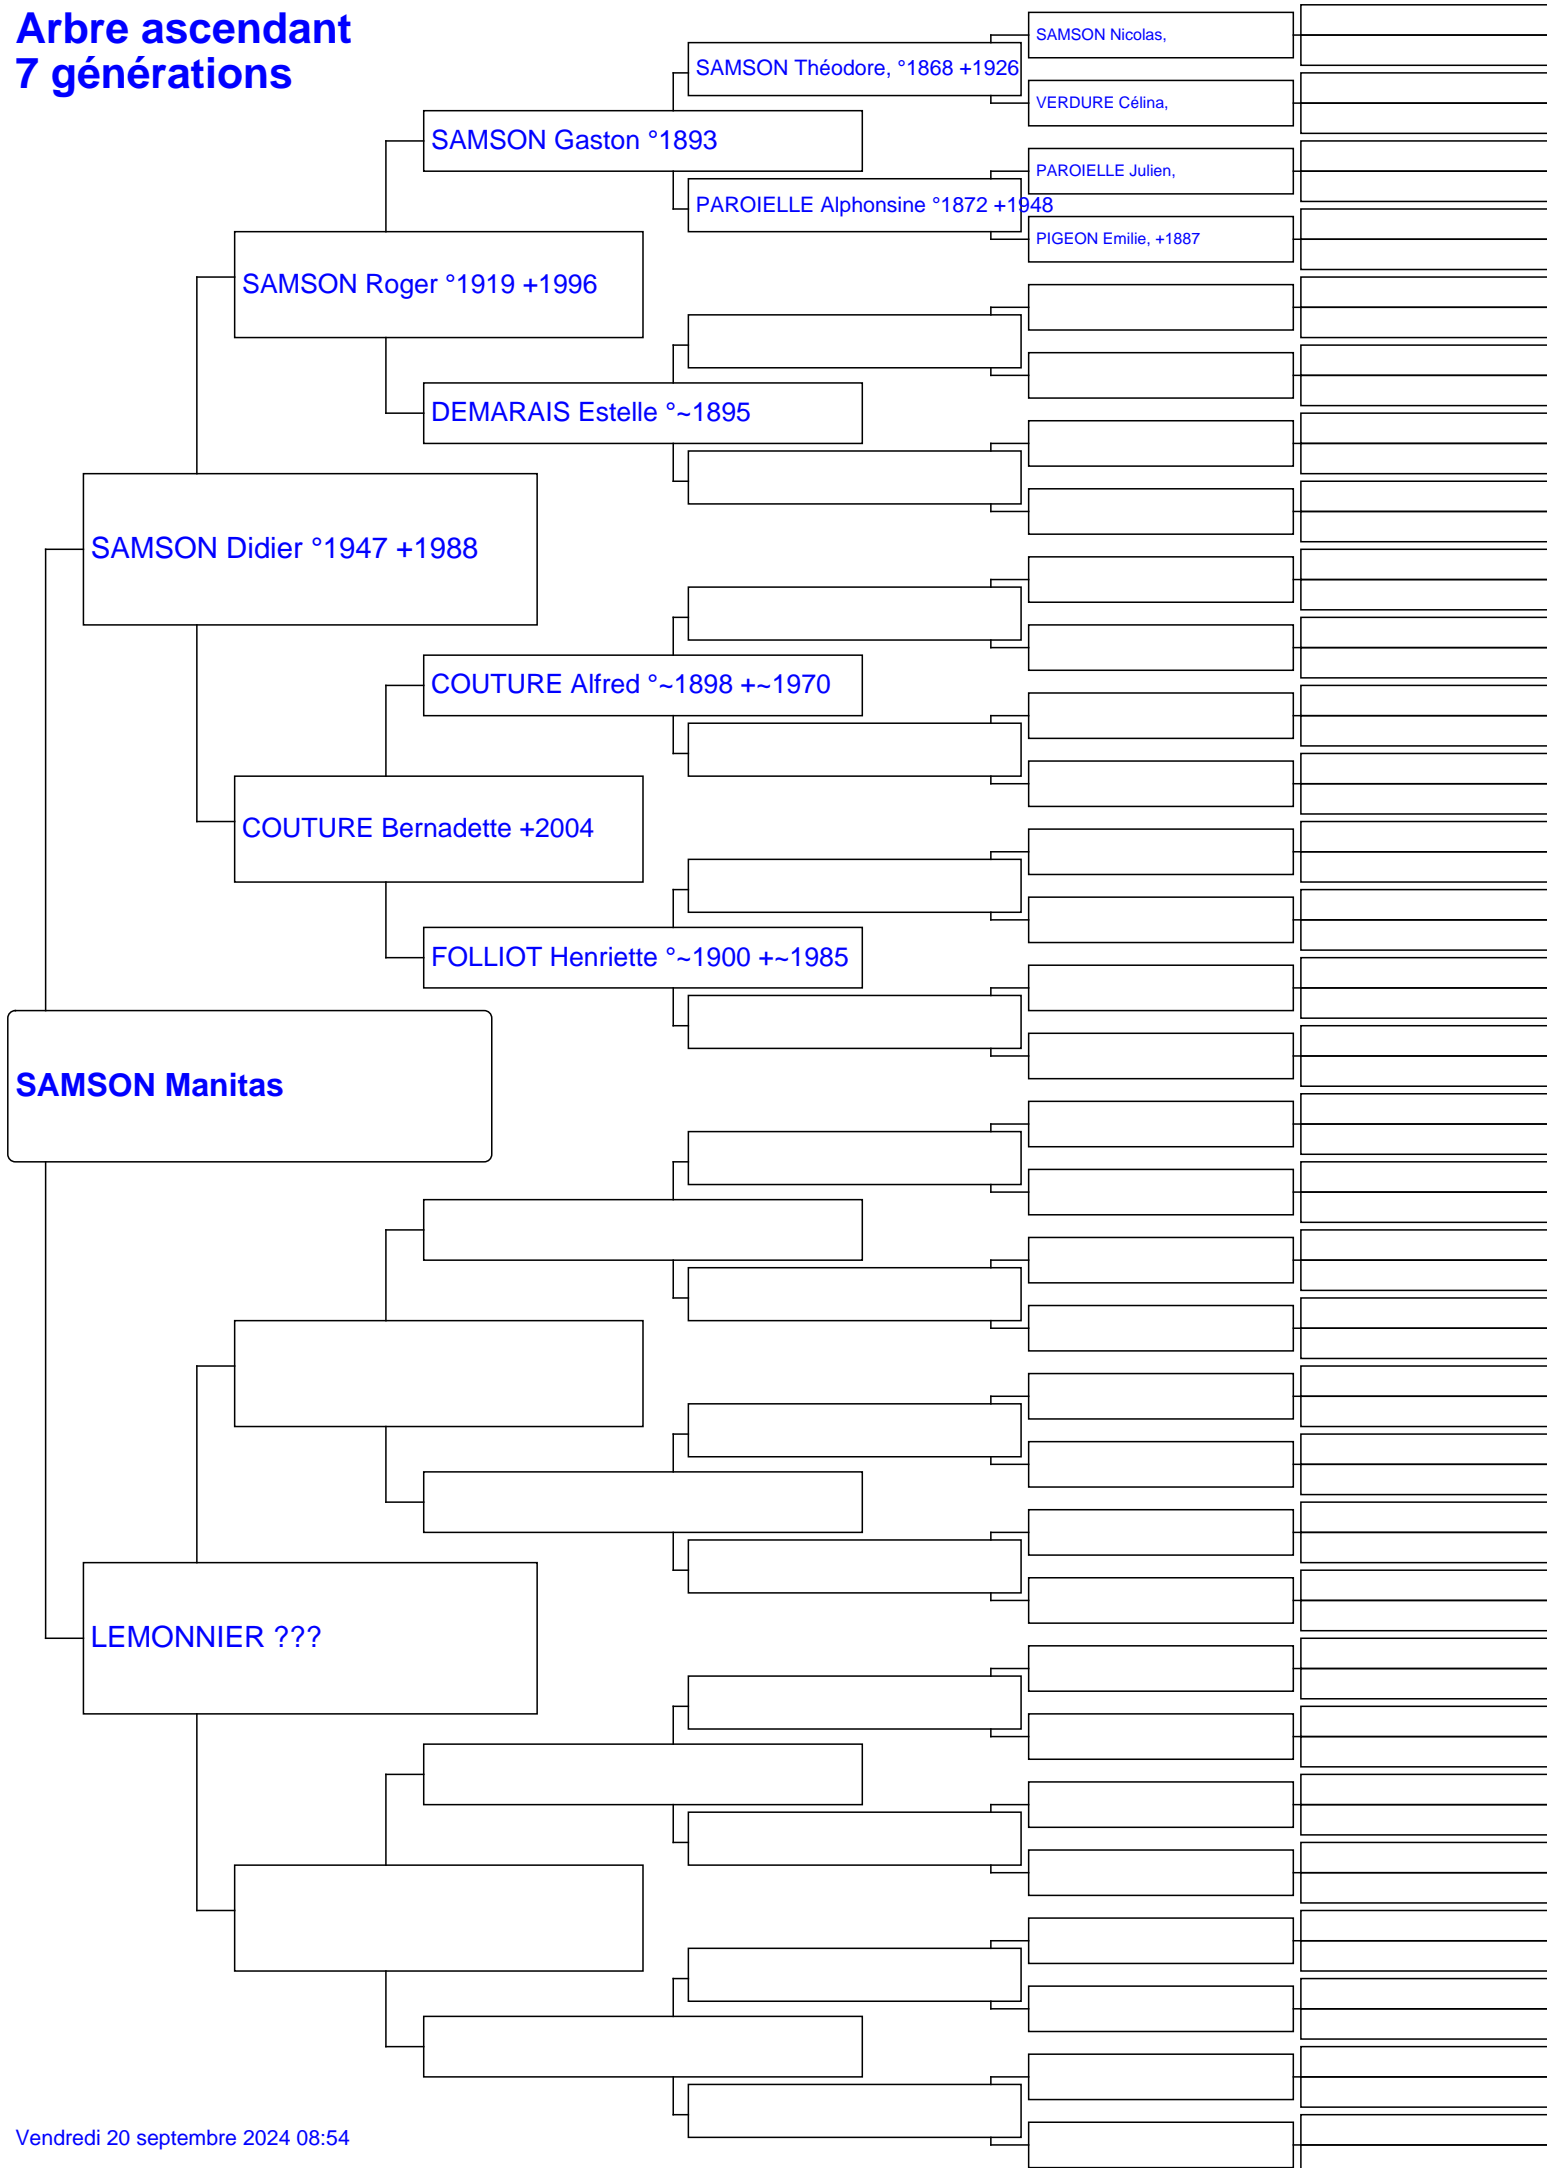 Arbre ascendant
7 générations
SAMSON Nicolas,
SAMSON Théodore, °1868 +1926
VERDURE Célina,
SAMSON Gaston °1893
PAROIELLE Julien,
PAROIELLE Alphonsine °1872 +1948
PIGEON Emilie, +1887
SAMSON Roger °1919 +1996
DEMARAIS Estelle °~1895
SAMSON Didier °1947 +1988
COUTURE Alfred °~1898 +~1970
COUTURE Bernadette +2004
FOLLIOT Henriette °~1900 +~1985
SAMSON Manitas
LEMONNIER ???
Vendredi 20 septembre 2024 08:54